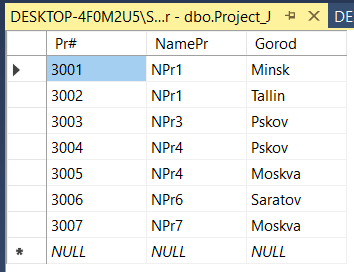 DESKTOP-4F0M2U5\S...r - dbo.Project_J DE
Pr# NamePr Gorod
3001 NPr1 Minsk
3002 NPr1 Tallin
3003 NPr3 Pskov
3004 NPr4 Pskov
3005 NPr4 Moskva
3006 NPr6 Saratov
3007 NPr7 Moskva
NULL NULL NULL